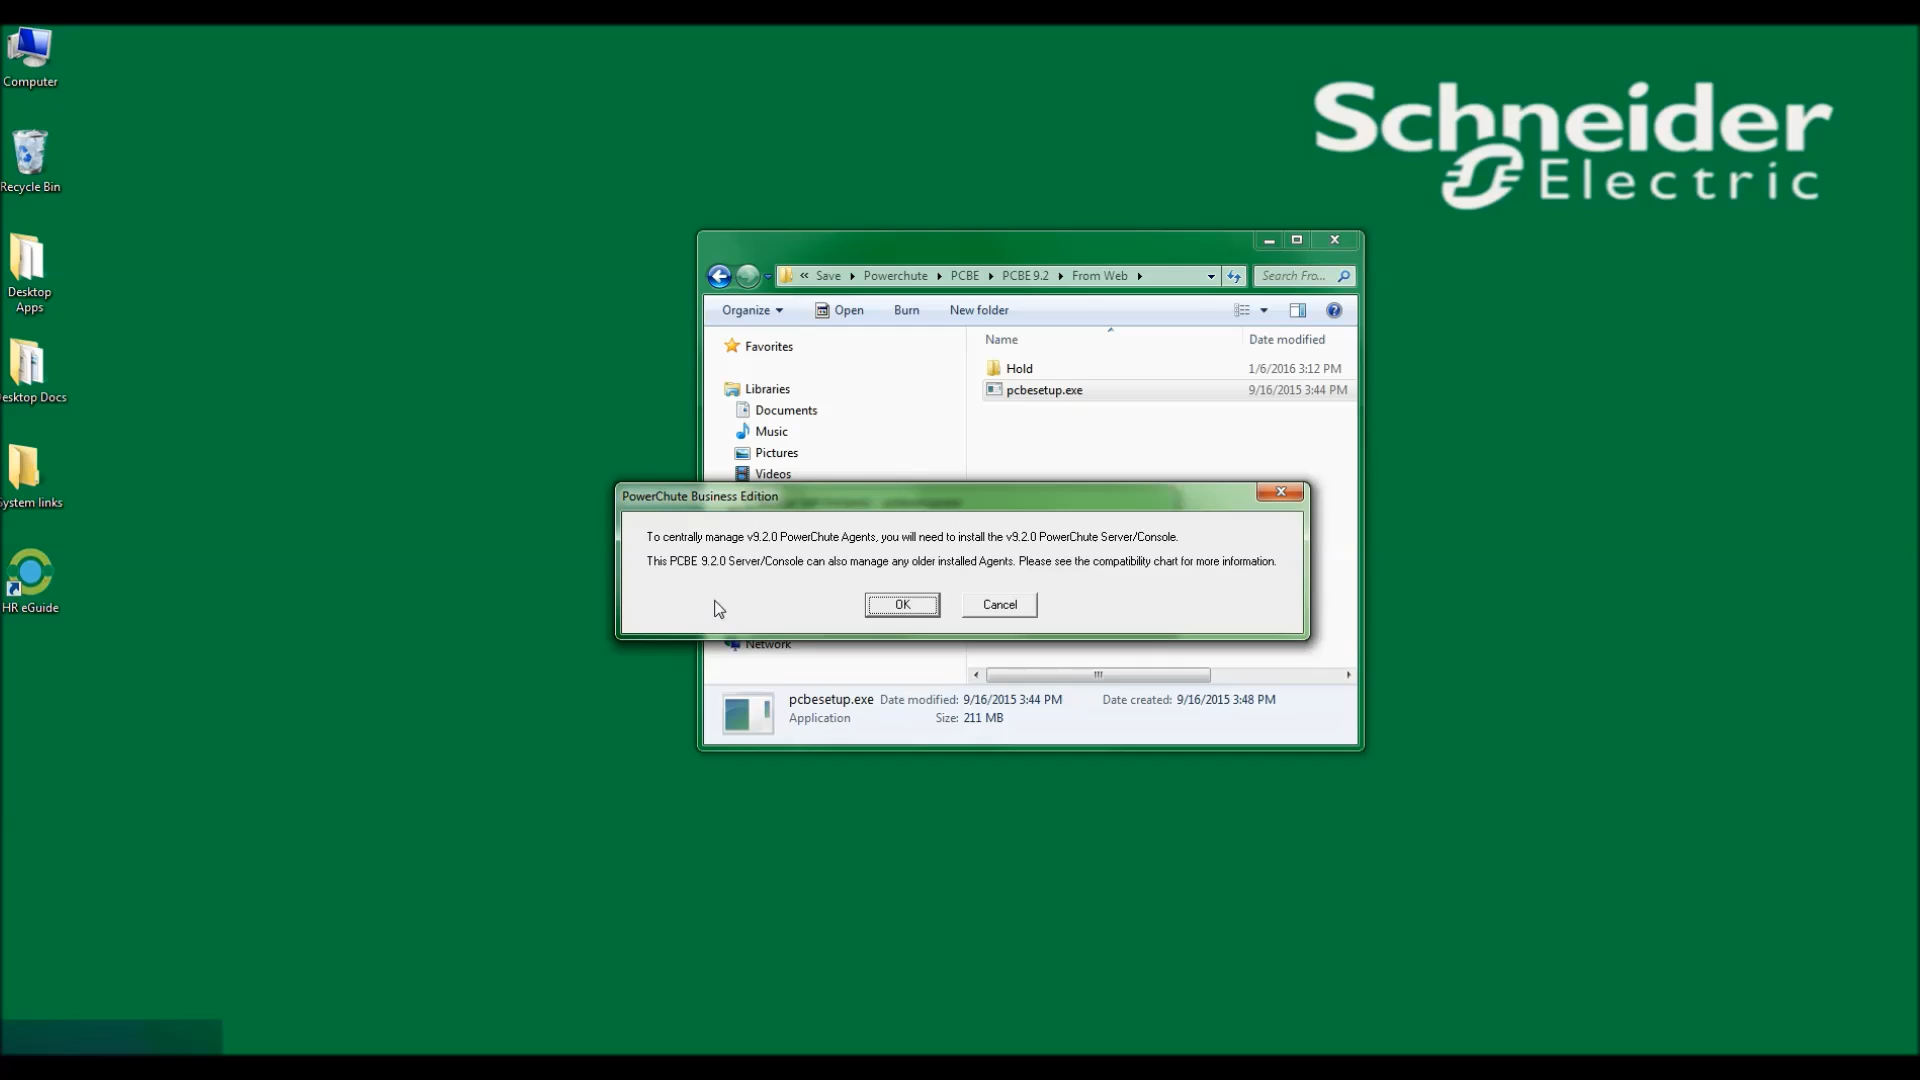 Computer
Recycle Bin
Desktop
Apps
esktop Docs
ystem links
HR eGuide
Schneider
Electric
« Save Powerchute PCBE PCBE 9.2 From Web
Search Fro...
Organize Open Burn New folder
Name Date modified
Favorites
Hold 1/6/2016 3:12 PM
pcbesetup.exe 9/16/2015 3:44 PM
Libraries
Documents
Music
Pictures
Videos
PowerChute Business Edition
To centrally manage v9.2.0 PowerChute Agents, you will need to install the v9.2.0 PowerChute Server/Console.
This PCBE 9.2.0 Server/Console can also manage any older installed Agents. Please see the compatibility chart for more information.
OK Cancel
Network
pcbesetup.exe Date modified: 9/16/2015 3:44 PM Date created: 9/16/2015 3:48 PM
Application Size: 211 MB